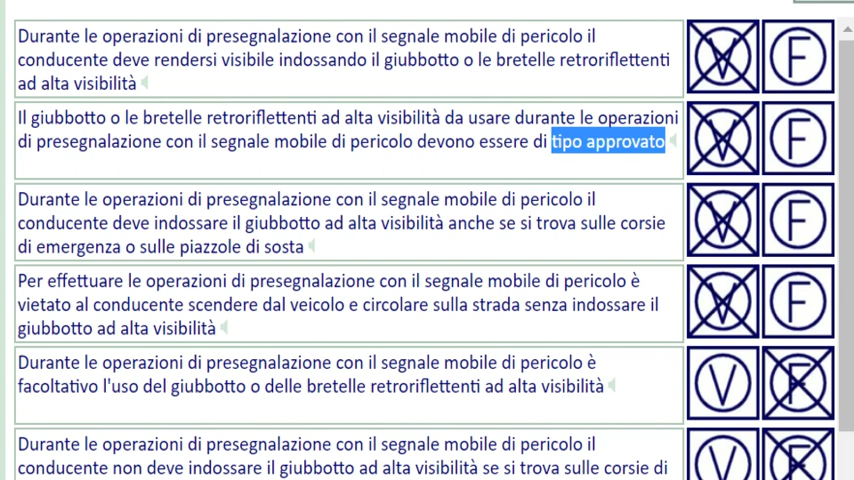 Durante le operazioni di presegnalazione con il segnale mobile di pericolo il
conducente deve rendersi visibile indossando il giubbotto o le bretelle retroriflettenti
ad alta visibilità
V F
Il giubbotto o le bretelle retroriflettenti ad alta visibilità da usare durante le operazioni
di presegnalazione con il segnale mobile di pericolo devono essere di tipo approvato
V F
Durante le operazioni di presegnalazione con il segnale mobile di pericolo il
conducente deve indossare il giubbotto ad alta visibilità anche se si trova sulle corsie
di emergenza o sulle piazzole di sosta
V F
Per effettuare le operazioni di presegnalazione con il segnale mobile di pericolo è
vietato al conducente scendere dal veicolo e circolare sulla strada senza indossare il
giubbotto ad alta visibilità
V F
Durante le operazioni di presegnalazione con il segnale mobile di pericolo è
facoltativo l'uso del giubbotto o delle bretelle retroriflettenti ad alta visibilità
V F
Durante le operazioni di presegnalazione con il segnale mobile di pericolo il
conducente non deve indossare il giubbotto ad alta visibilità se si trova sulle corsie di
V F